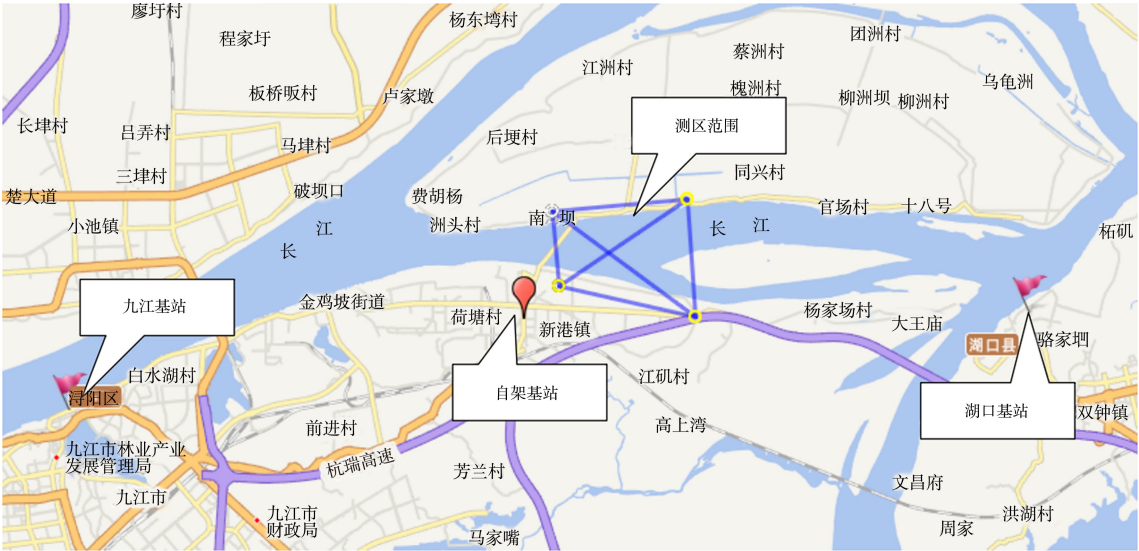 廖圩村
杨东塆村
程家圩
团洲村
蔡洲村
江洲村
乌龟洲
槐洲村
板桥畈村
卢家墩
柳洲坝
柳洲村
长垏村
吕弄村
测区范围
后埂村
马垏村
三垏村
同兴村
破坝口
费胡杨
楚大道
官场村
十八号
南
坝
洲头村
小池镇
江
长
江
柘矶
长
九江基站
金鸡坡街道
杨家场村
荷塘村
新港镇
大王庙
骆家垇
湖口县
白水湖村
江矶村
浔阳区
自架基站
湖口基站
双钟镇
高上湾
前进村
九江市林业产业
发展管理局
杭瑞高速
芳兰村
文昌府
九江市
九江市
财政局
洪湖村
周家
马家嘴